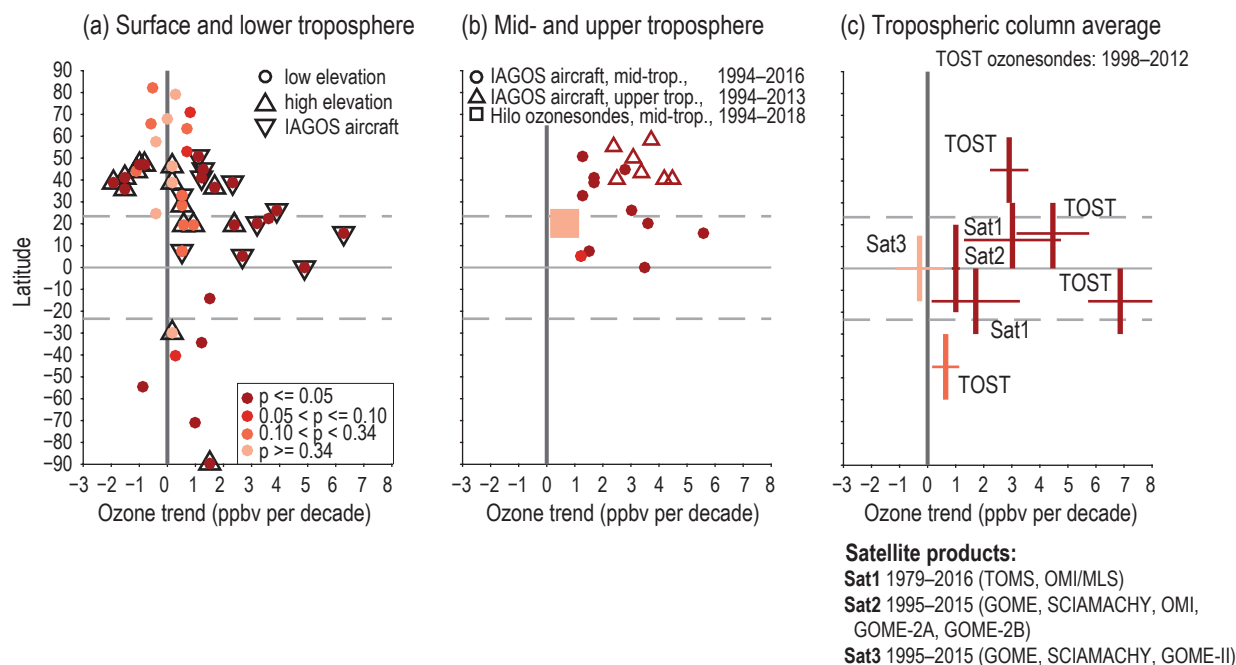 (a) Surface and lower troposphere
90
80
70
60
50
40
30
20
10
0
−10
−20
−30
−40
−50
−60
−70
−80
−90
Latitude
low elevation
high elevation
IAGOS aircraft
p <= 0.05
0.05 < p <= 0.10
0.10 < p < 0.34
p >= 0.34
−3 −2 −1 0 1 2 3 4 5 6 7 8
Ozone trend (ppbv per decade)
(b) Mid- and upper troposphere
IAGOS aircraft, mid-trop., 1994–2016
IAGOS aircraft, upper trop., 1994–2013
Hilo ozonesondes, mid-trop., 1994–2018
−3 −2 −1 0 1 2 3 4 5 6 7 8
Ozone trend (ppbv per decade)
(c) Tropospheric column average
TOST ozonesondes: 1998–2012
TOST
TOST
Sat1
Sat3
Sat2
TOST
Sat1
TOST
−3 −2 −1 0 1 2 3 4 5 6 7 8
Ozone trend (ppbv per decade)
Satellite products:
Sat1 1979–2016 (TOMS, OMI/MLS)
Sat2 1995–2015 (GOME, SCIAMACHY, OMI,
GOME-2A, GOME-2B)
Sat3 1995–2015 (GOME, SCIAMACHY, GOME-II)